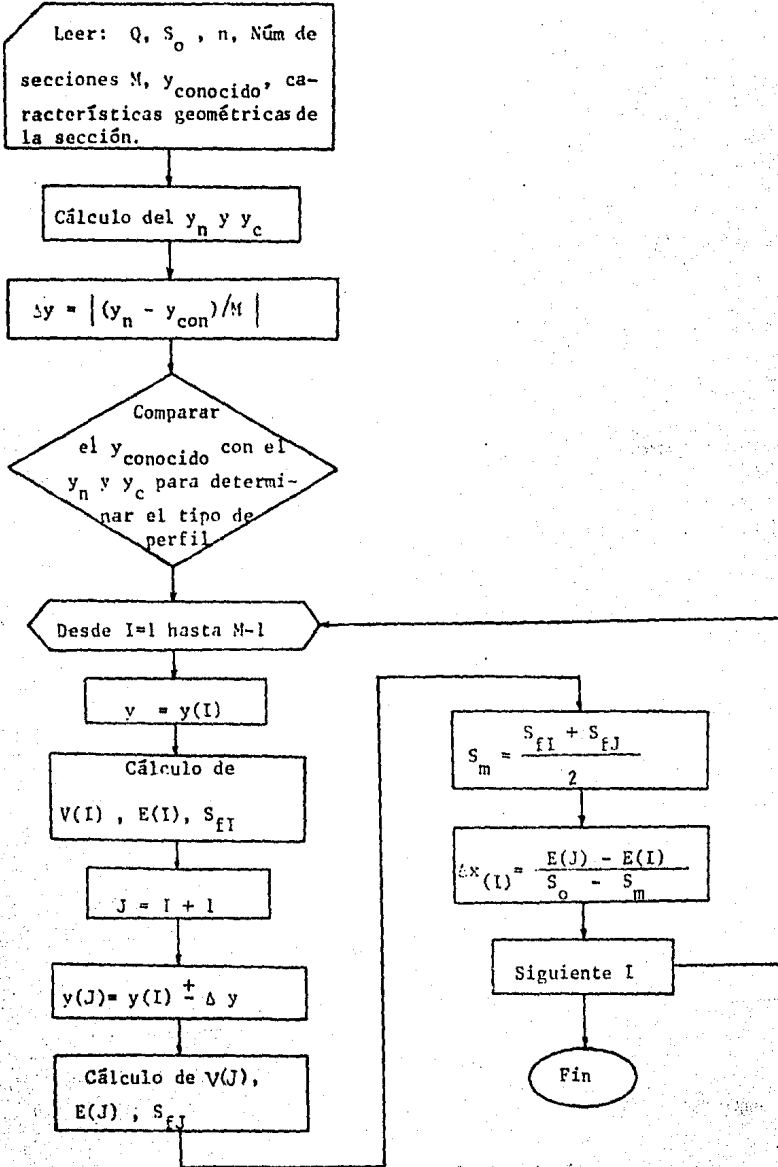 Leer: Q, S_o , n, Núm de
secciones M, y_conocido, ca-
racterísticas geométricas de
la sección.
Cálculo del y_n y y_c
Δy = |(y_n - y_con)/M|
Comparar
el y_conocido con el
y_n y y_c para determi-
nar el tipo de
perfil
Desde I=1 hasta M-1
y = y(I)
Cálculo de
V(I) , E(I), S_fI
J = I + 1
y(J)= y(I) ± Δ y
Cálculo de V(J),
E(J) , S_fJ
S_m = (S_fI + S_fJ) / 2
Δx_(I) = (E(J) - E(I)) / (S_o - S_m)
Siguiente I
Fin